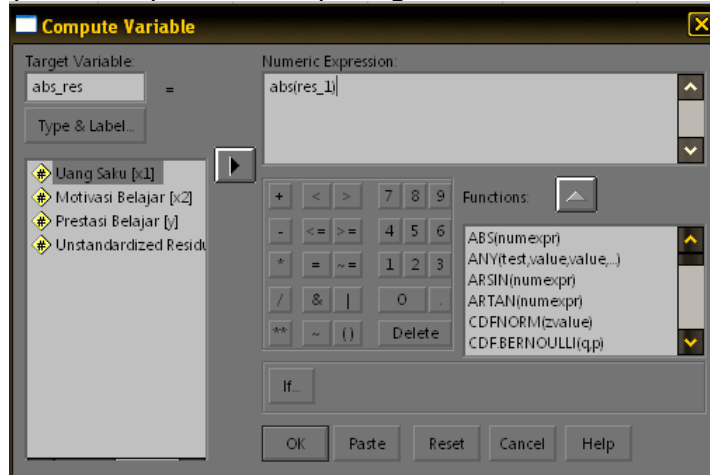 Compute Variable
Target Variable:
abs_res
=
Type & Label...
Uang Saku [x1]
Motivasi Belajar [x2]
Prestasi Belajar [y]
Unstandardized Residu
Numeric Expression:
abs(res_1)
+ < > 7 8 9
- <= >= 4 5 6
* = ~= 1 2 3
/ & | 0 .
** ~ () Delete
Functions:
ABS(numexpr)
ANY(test,value,value,...)
ARSIN(numexpr)
ARTAN(numexpr)
CDFNORM(zvalue)
CDF.BERNOULLI(q,p)
If...
OK Paste Reset Cancel Help